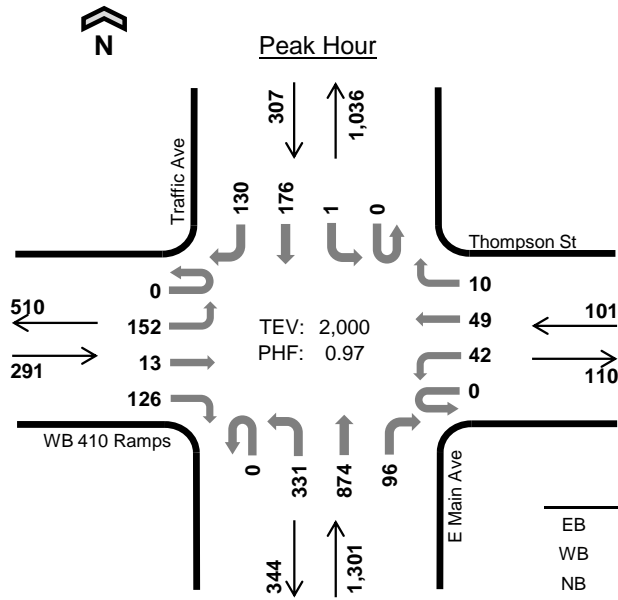 N
Peak Hour
307
1,036
Traffic Ave
130
176
1
0
Thompson St
510
291
0
152
13
126
TEV: 2,000
PHF: 0.97
10
49
42
0
101
110
WB 410 Ramps
0
331
874
96
E Main Ave
344
1,301
EB
WB
NB